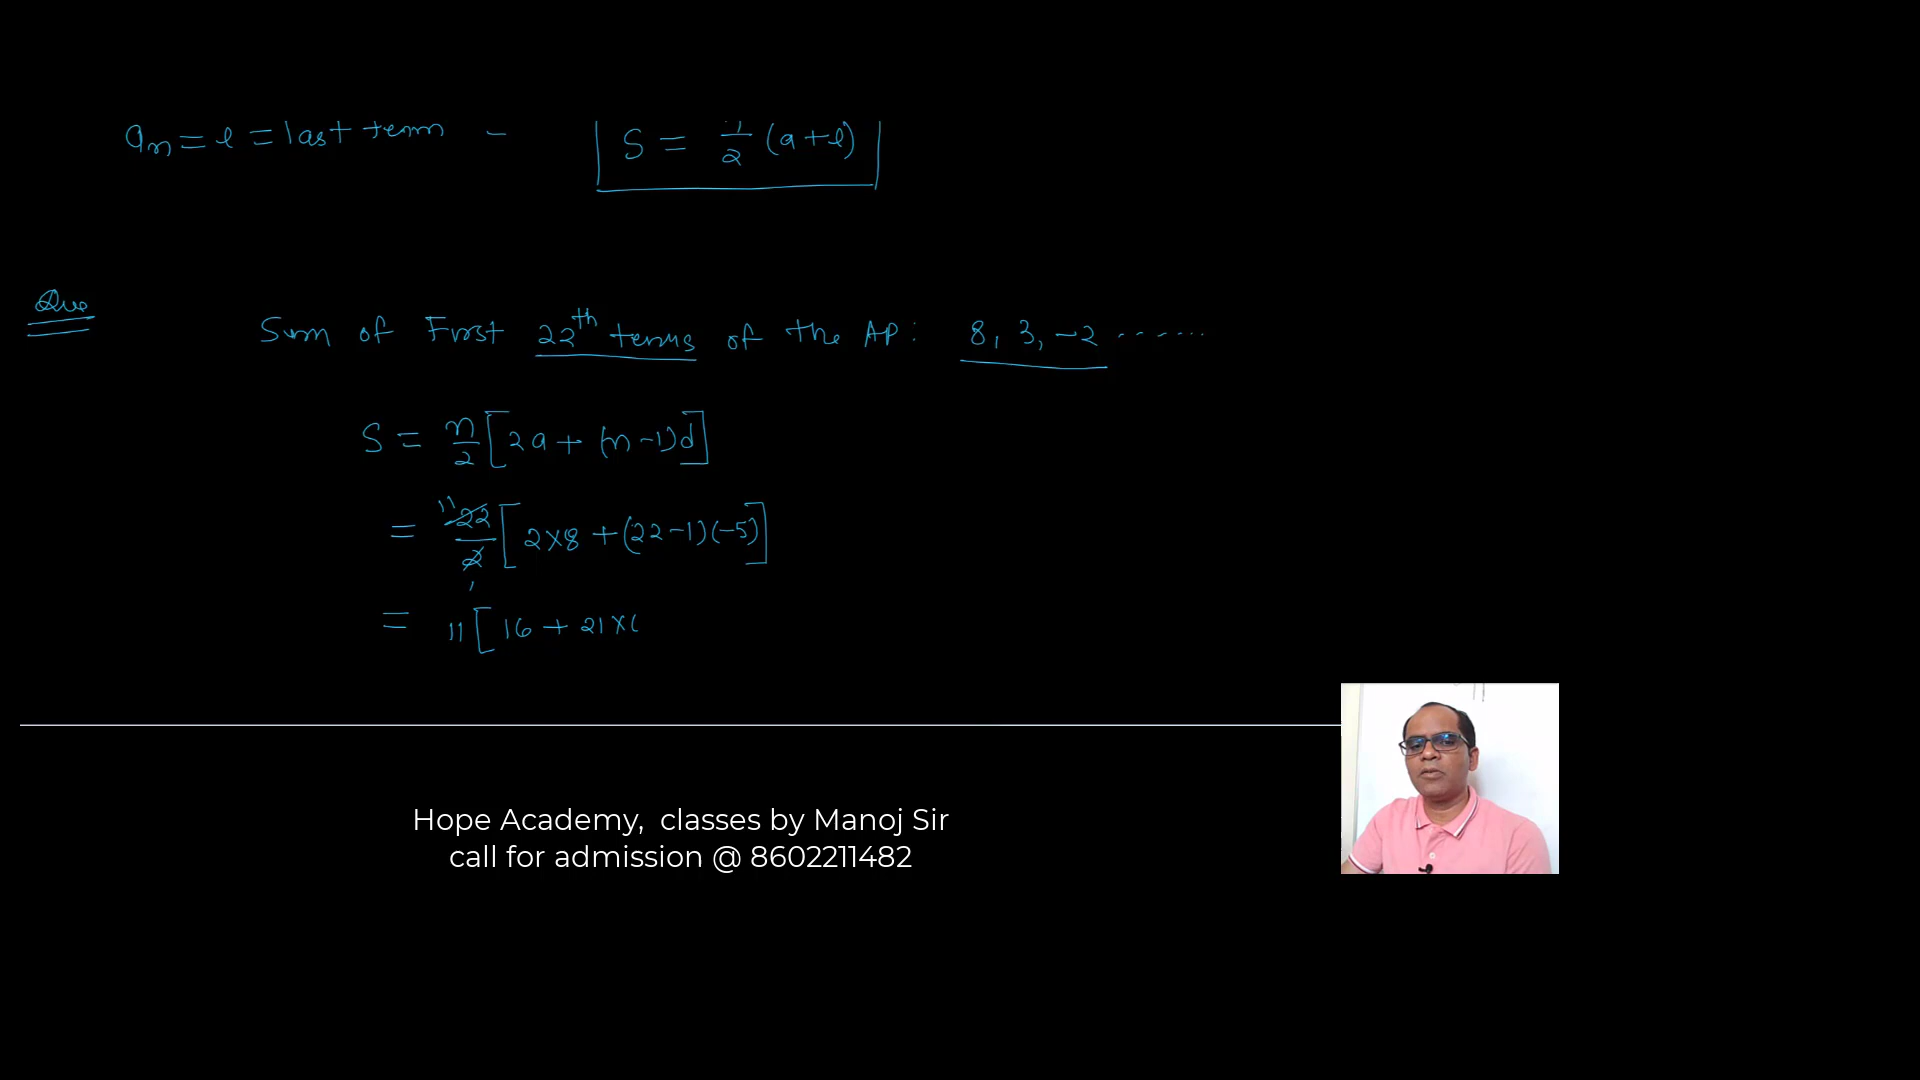 aₙ = l = last term – S = n/2 (a+l)
Que
Sum of First 22ᵗʰ terms of the AP: 8, 3, -2 .......
S = n/2 [2a + (n-1)d]
= 11 22/2 1 [2×8 + (22-1)(-5)]
= 11 [16 + 21×(
Hope Academy, classes by Manoj Sir
call for admission @ 8602211482